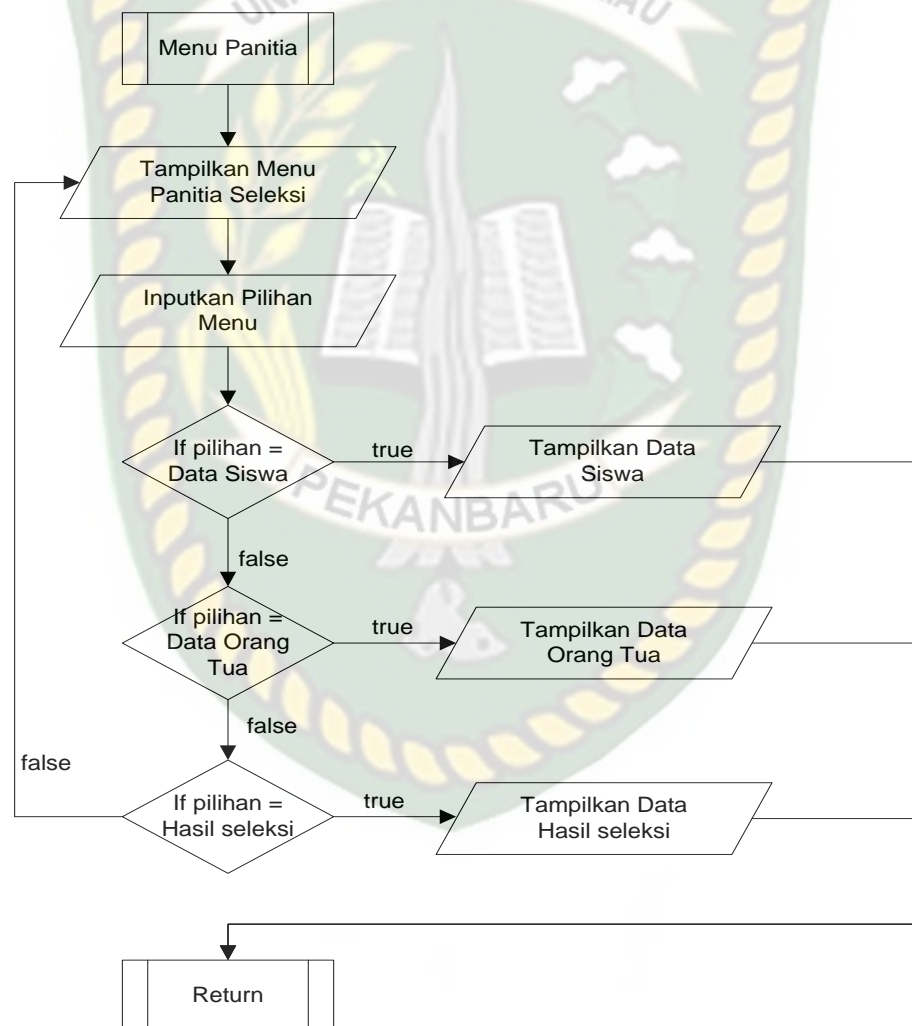 Menu Panitia
Tampilkan Menu
Panitia Seleksi
Inputkan Pilihan
Menu
If pilihan =
Data Siswa
true
Tampilkan Data
Siswa
PEKANBARU
false
If pilihan =
Data Orang
Tua
true
Tampilkan Data
Orang Tua
false
false
If pilihan =
Hasil seleksi
true
Tampilkan Data
Hasil seleksi
Return